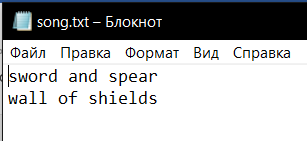 song.txt – Блокнот
Файл Правка Формат Вид Справка
sword and spear
wall of shields